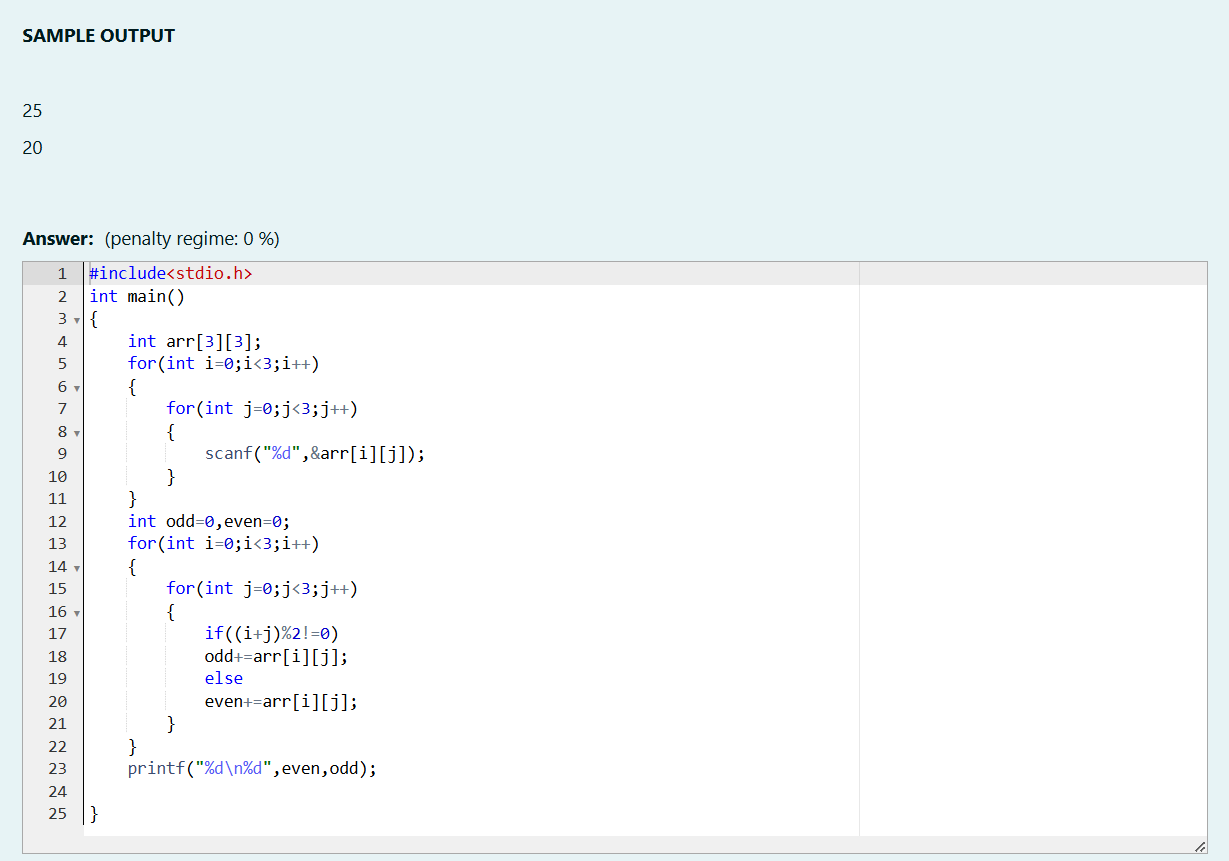 SAMPLE OUTPUT
25
20
Answer: (penalty regime: 0 %)
1 #include<stdio.h>
2 int main()
3 {
4     int arr[3][3];
5     for(int i=0;i<3;i++)
6     {
7         for(int j=0;j<3;j++)
8         {
9             scanf("%d",&arr[i][j]);
10         }
11     }
12     int odd=0,even=0;
13     for(int i=0;i<3;i++)
14     {
15         for(int j=0;j<3;j++)
16         {
17             if((i+j)%2!=0)
18             odd+=arr[i][j];
19             else
20             even+=arr[i][j];
21         }
22     }
23     printf("%d\n%d",even,odd);
24
25 }